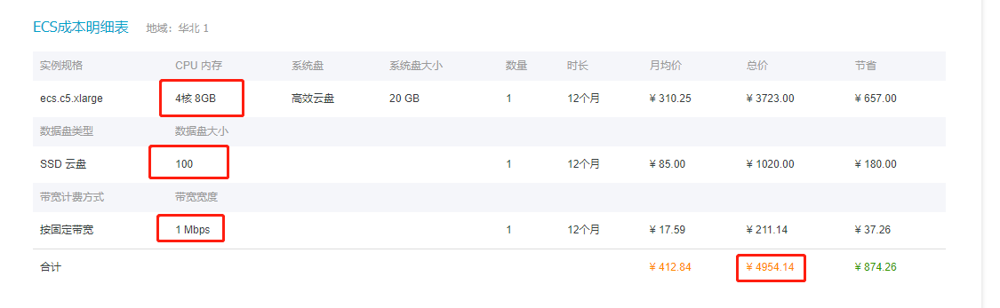 ECS成本明细表 地域：华北 1
实例规格 CPU 内存 系统盘 系统盘大小 数量 时长 月均价 总价 节省
ecs.c5.xlarge 4核 8GB 高效云盘 20 GB 1 12个月 ¥ 310.25 ¥ 3723.00 ¥ 657.00
数据盘类型 数据盘大小
SSD 云盘 100 1 12个月 ¥ 85.00 ¥ 1020.00 ¥ 180.00
带宽计费方式 带宽宽度
按固定带宽 1 Mbps 1 12个月 ¥ 17.59 ¥ 211.14 ¥ 37.26
合计 ¥ 412.84 ¥ 4954.14 ¥ 874.26